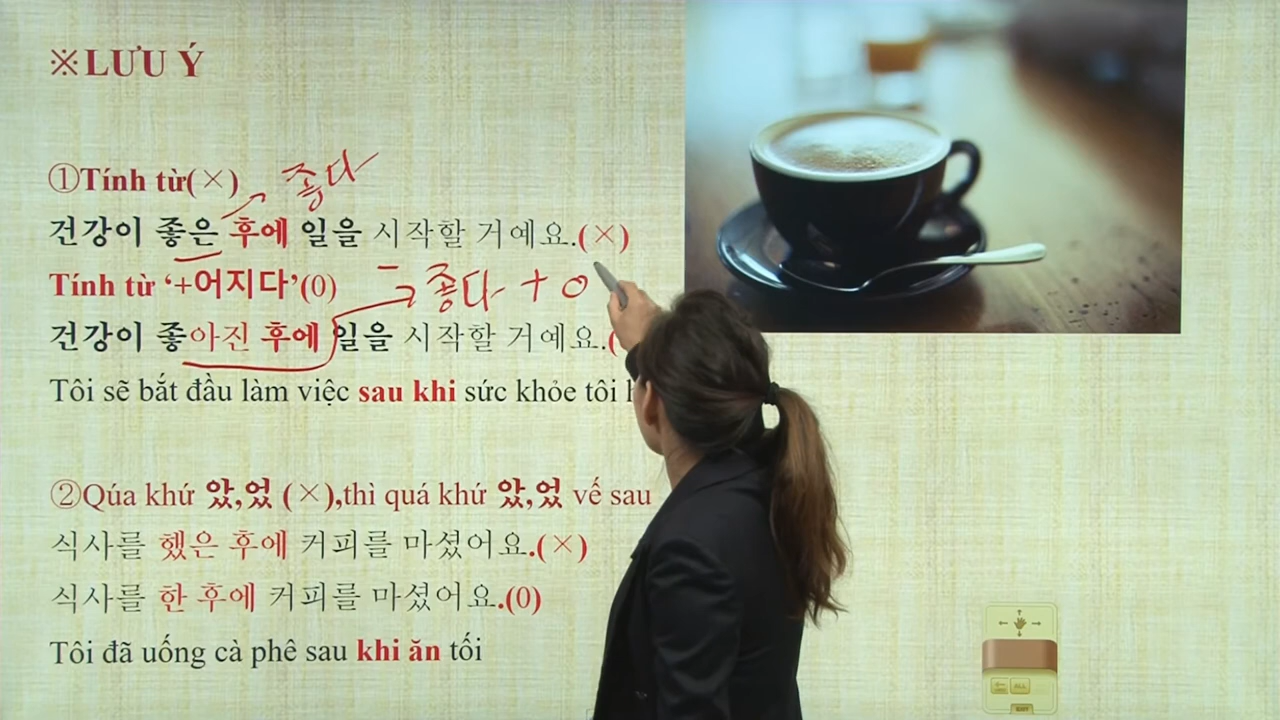 ※LƯU Ý
①Tính từ(×) 좋다
건강이 좋은 후에 일을 시작할 거예요.(×)
Tính từ ‘+어지다’(0) 좋다 + ㅇ
건강이 좋아진 후에 일을 시작할 거예요.(
Tôi sẽ bắt đầu làm việc sau khi sức khỏe tôi
②Qúa khứ 았,었 (×),thì quá khứ 았,었 vế sau
식사를 했은 후에 커피를 마셨어요.(×)
식사를 한 후에 커피를 마셨어요.(0)
Tôi đã uống cà phê sau khi ăn tối
ALL